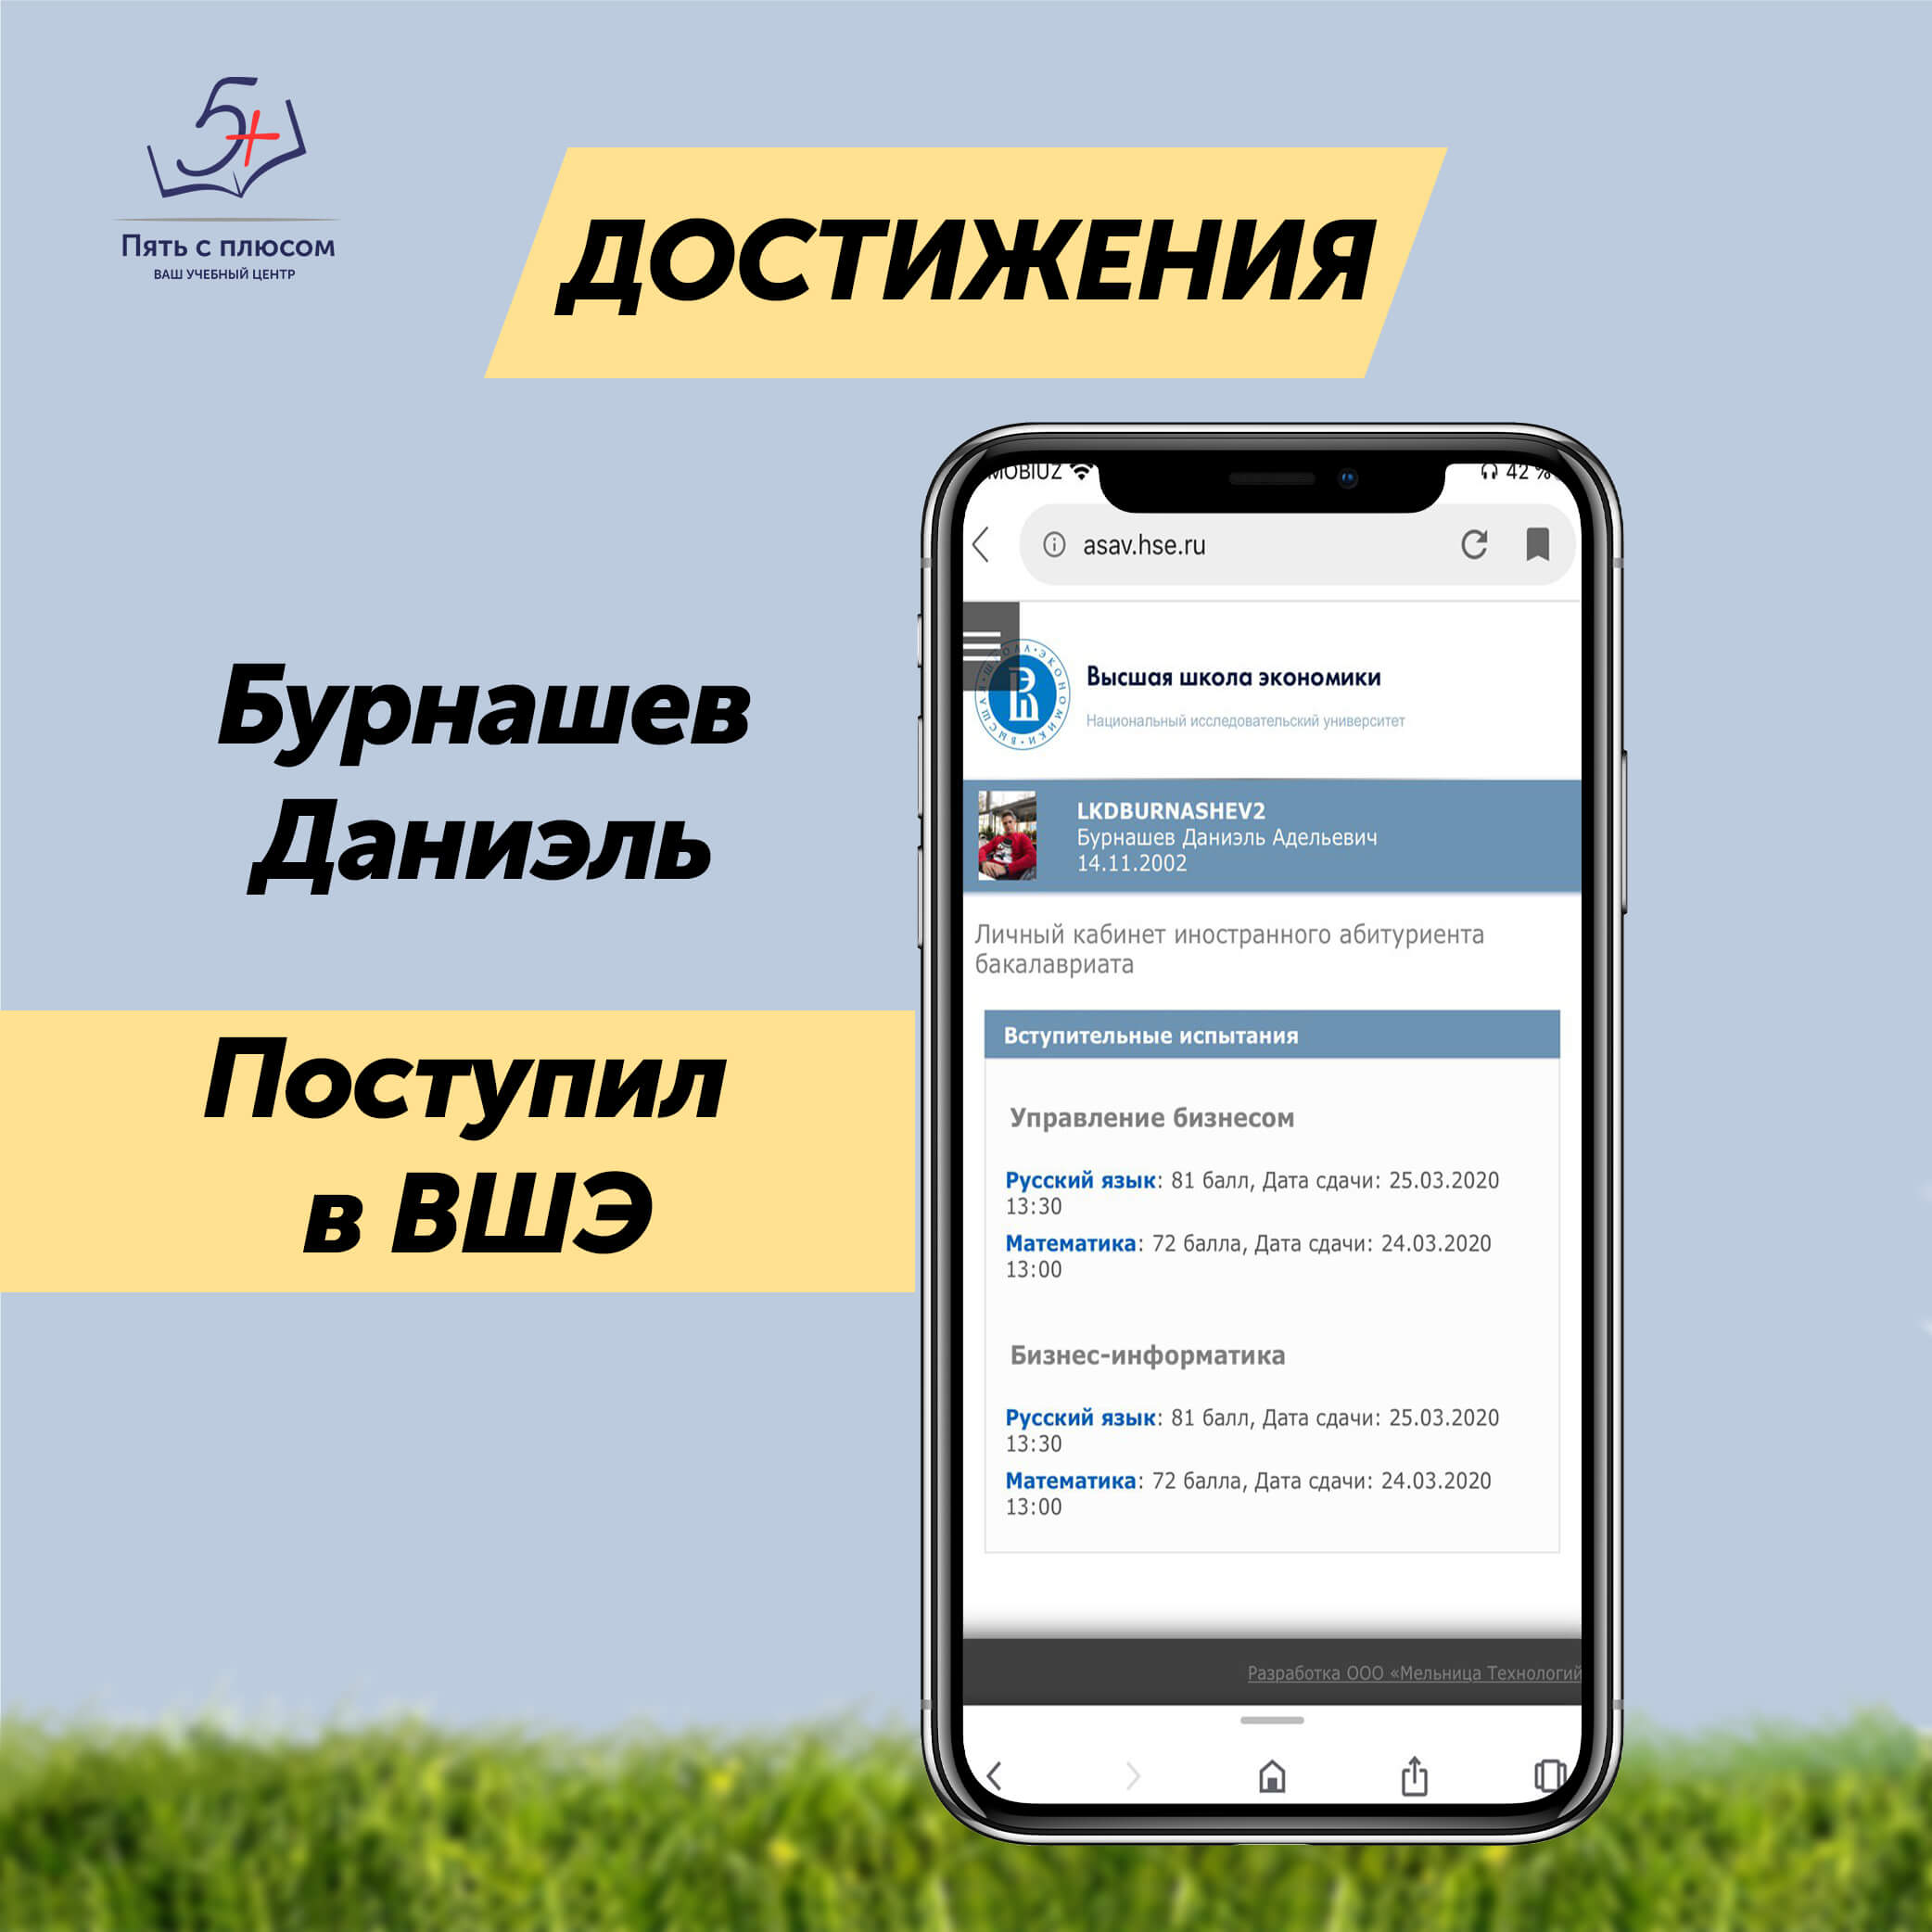 5+
Пять с плюсом
ВАШ УЧЕБНЫЙ ЦЕНТР
ДОСТИЖЕНИЯ
Бурнашев
Даниэль
Поступил
в ВШЭ
MOBIUZ 42 %
asav.hse.ru
Высшая школа экономики
Национальный исследовательский университет
LKDBURNASHEV2
Бурнашев Даниэль Адельевич
14.11.2002
Личный кабинет иностранного абитуриента
бакалавриата
Вступительные испытания
Управление бизнесом
Русский язык: 81 балл, Дата сдачи: 25.03.2020
13:30
Математика: 72 балла, Дата сдачи: 24.03.2020
13:00
Бизнес-информатика
Русский язык: 81 балл, Дата сдачи: 25.03.2020
13:30
Математика: 72 балла, Дата сдачи: 24.03.2020
13:00
Разработка ООО «Мельница Технологий